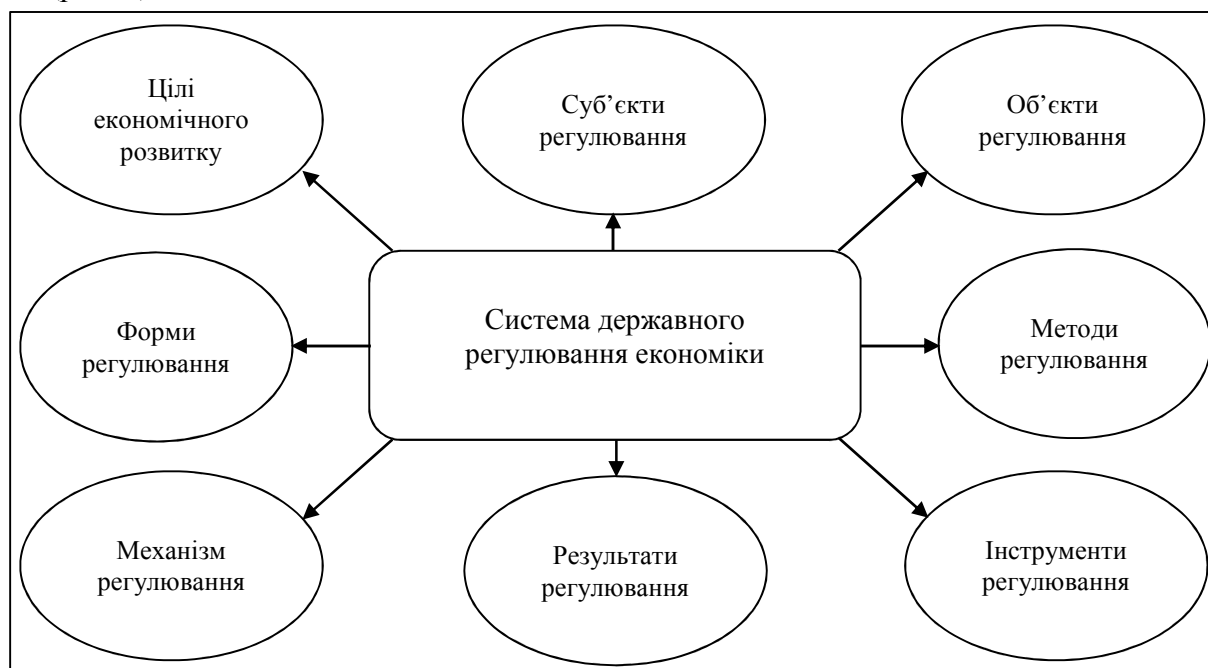 Цілі
економічного
розвитку
Суб’єкти
регулювання
Об’єкти
регулювання
Форми
регулювання
Система державного
регулювання економіки
Методи
регулювання
Механізм
регулювання
Результати
регулювання
Інструменти
регулювання